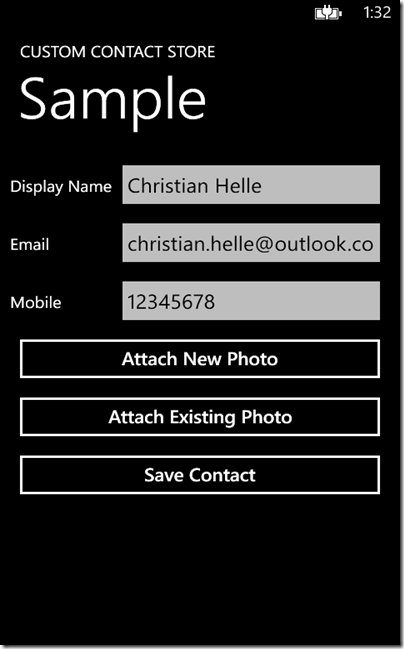 1:32
CUSTOM CONTACT STORE
Sample
Display Name Christian Helle
Email christian.helle@outlook.co
Mobile 12345678
Attach New Photo
Attach Existing Photo
Save Contact